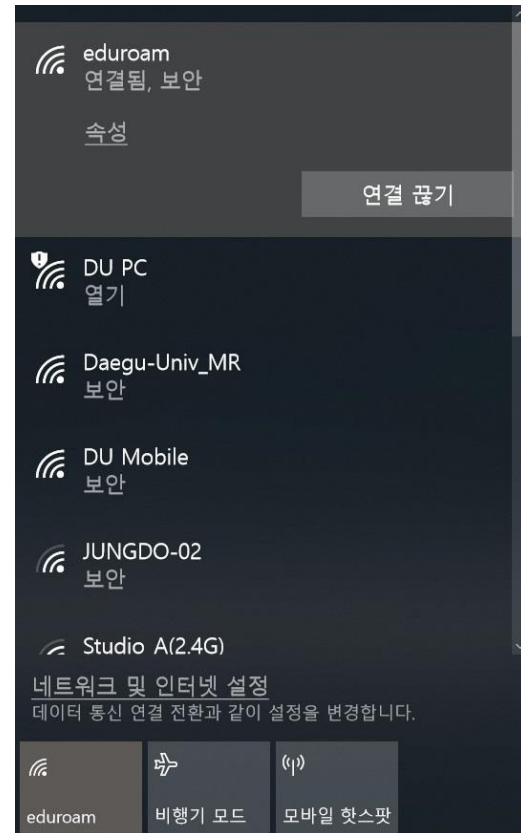 eduroam
연결됨, 보안
속성
연결 끊기
DU PC
열기
Daegu-Univ_MR
보안
DU Mobile
보안
JUNGDO-02
보안
Studio A(2.4G)
네트워크 및 인터넷 설정
데이터 통신 연결 전환과 같이 설정을 변경합니다.
eduroam
비행기 모드
모바일 핫스팟